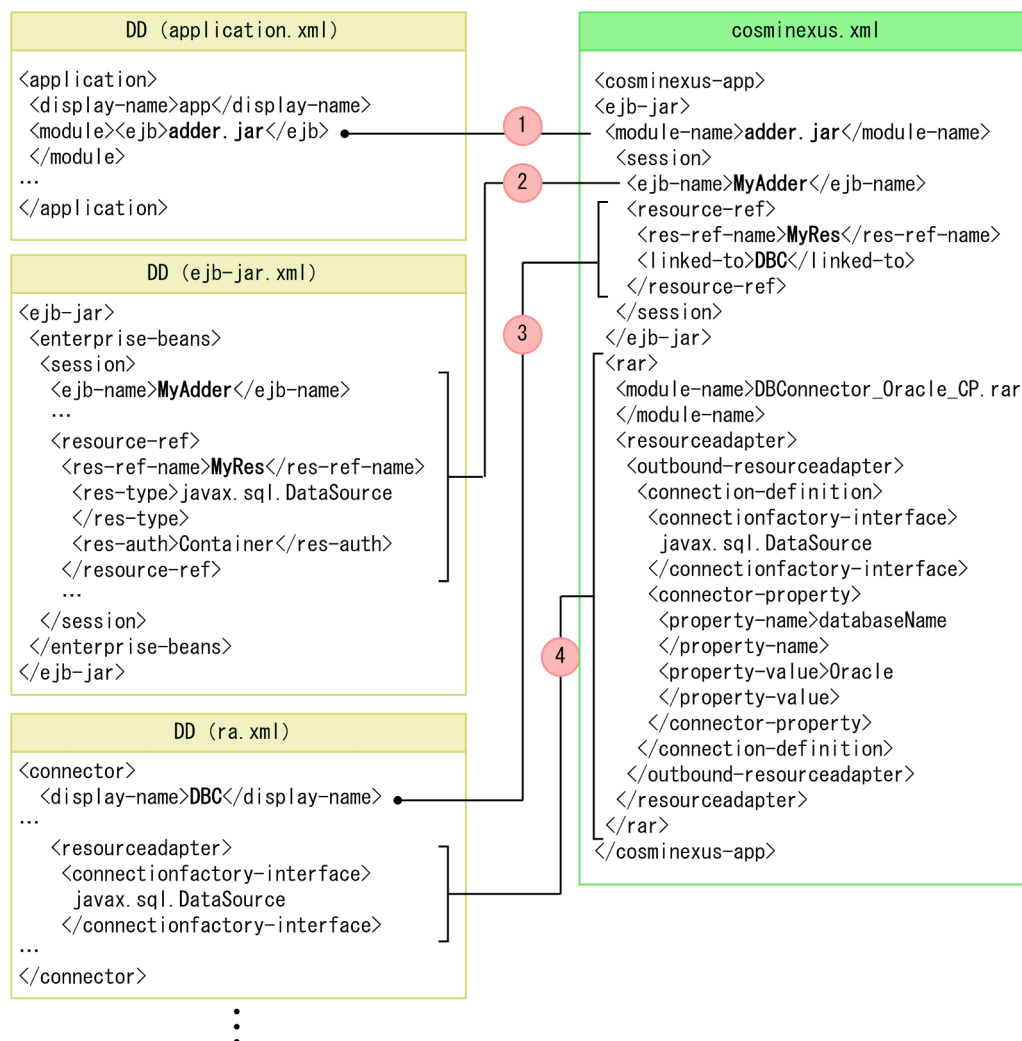 DD (application.xml)
<application>
<display-name>app</display-name>
<module><ejb>adder.jar</ejb>
</module>
…
</application>
DD (ejb-jar.xml)
<ejb-jar>
<enterprise-beans>
<session>
<ejb-name>MyAdder</ejb-name>
…
<resource-ref>
<res-ref-name>MyRes</res-ref-name>
<res-type>javax.sql.DataSource
</res-type>
<res-auth>Container</res-auth>
</resource-ref>
…
</session>
</enterprise-beans>
</ejb-jar>
DD (ra.xml)
<connector>
<display-name>DBC</display-name>
…
<resourceadapter>
<connectionfactory-interface>
javax.sql.DataSource
</connectionfactory-interface>
…
</connector>
1
2
3
4
cosminexus.xml
<cosminexus-app>
<ejb-jar>
<module-name>adder.jar</module-name>
<session>
<ejb-name>MyAdder</ejb-name>
<resource-ref>
<res-ref-name>MyRes</res-ref-name>
<linked-to>DBC</linked-to>
</resource-ref>
</session>
</ejb-jar>
<rar>
<module-name>DBConnector_Oracle_CP.rar
</module-name>
<resourceadapter>
<outbound-resourceadapter>
<connection-definition>
<connectionfactory-interface>
javax.sql.DataSource
</connectionfactory-interface>
<connector-property>
<property-name>databaseName
</property-name>
<property-value>Oracle
</property-value>
</connector-property>
</connection-definition>
</outbound-resourceadapter>
</resourceadapter>
</rar>
</cosminexus-app>